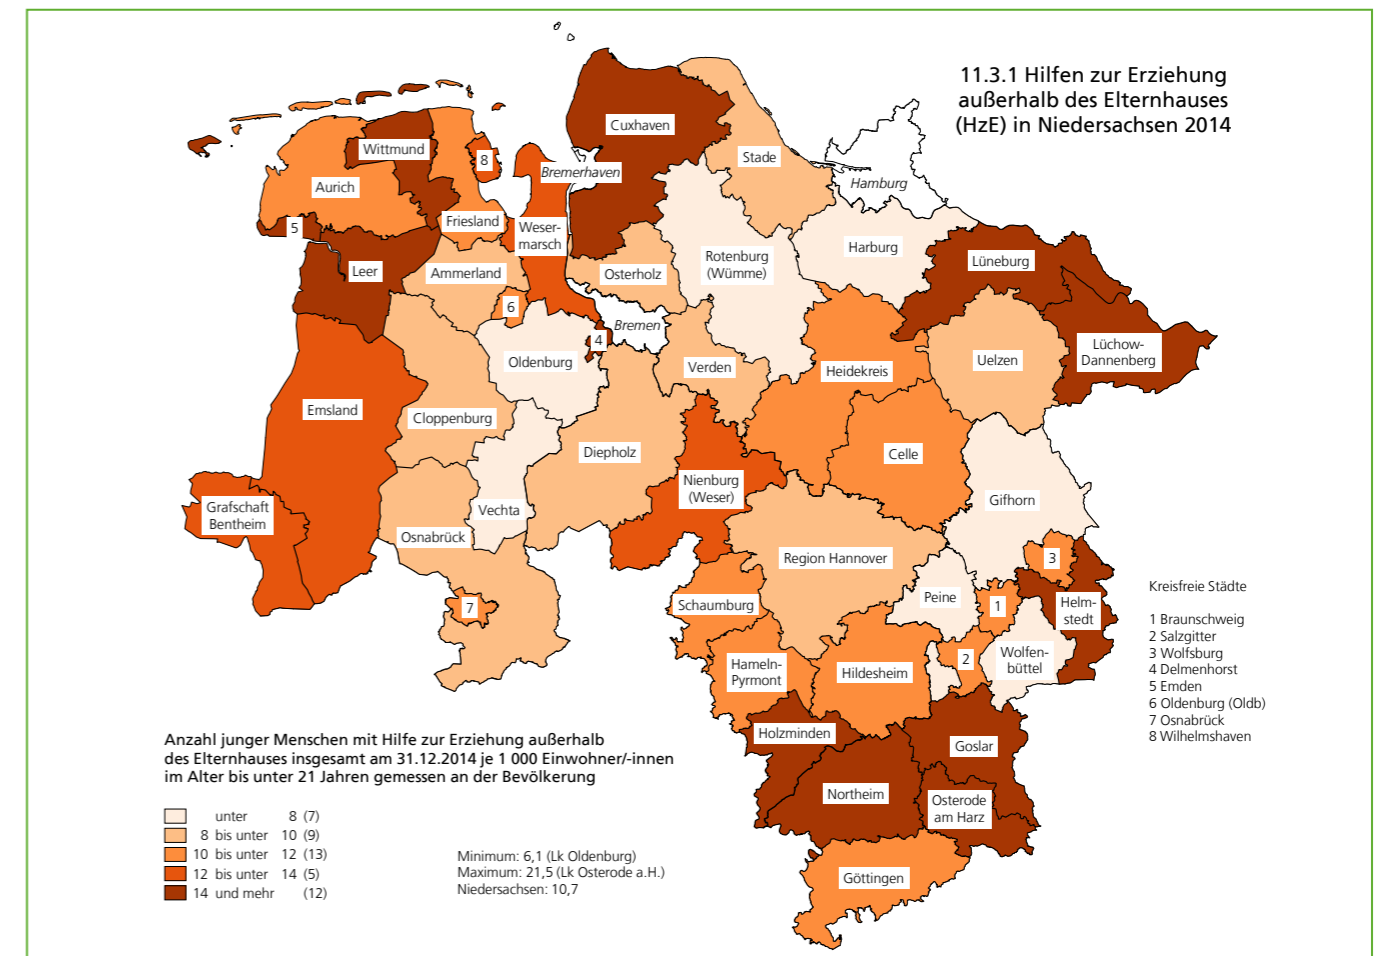 11.3.1 Hilfen zur Erziehung
außerhalb des Elternhauses
(HzE) in Niedersachsen 2014
Cuxhaven
Wittmund
Stade
8
Bremerhaven
Hamburg
Aurich
Friesland
5
Weser-
marsch
Harburg
Rotenburg
(Wümme)
Lüneburg
Leer
Ammerland
Osterholz
6
Bremen
4
Lüchow-
Dannenberg
Oldenburg
Verden
Heidekreis
Uelzen
Emsland
Cloppenburg
Diepholz
Celle
Nienburg
(Weser)
Gifhorn
Grafschaft
Bentheim
Vechta
Osnabrück
Region Hannover
3
Peine
Schaumburg
7
1
Helm-
stedt
Wolfen-
büttel
2
Hameln-
Pyrmont
Hildesheim
Holzminden
Goslar
Northeim
Osterode
am Harz
Göttingen
Kreisfreie Städte
1 Braunschweig
2 Salzgitter
3 Wolfsburg
4 Delmenhorst
5 Emden
6 Oldenburg (Oldb)
7 Osnabrück
8 Wilhelmshaven
Anzahl junger Menschen mit Hilfe zur Erziehung außerhalb
des Elternhauses insgesamt am 31.12.2014 je 1 000 Einwohner/-innen
im Alter bis unter 21 Jahren gemessen an der Bevölkerung
unter 8 (7)
8 bis unter 10 (9)
10 bis unter 12 (13)
12 bis unter 14 (5)
14 und mehr (12)
Minimum: 6,1 (Lk Oldenburg)
Maximum: 21,5 (Lk Osterode a.H.)
Niedersachsen: 10,7